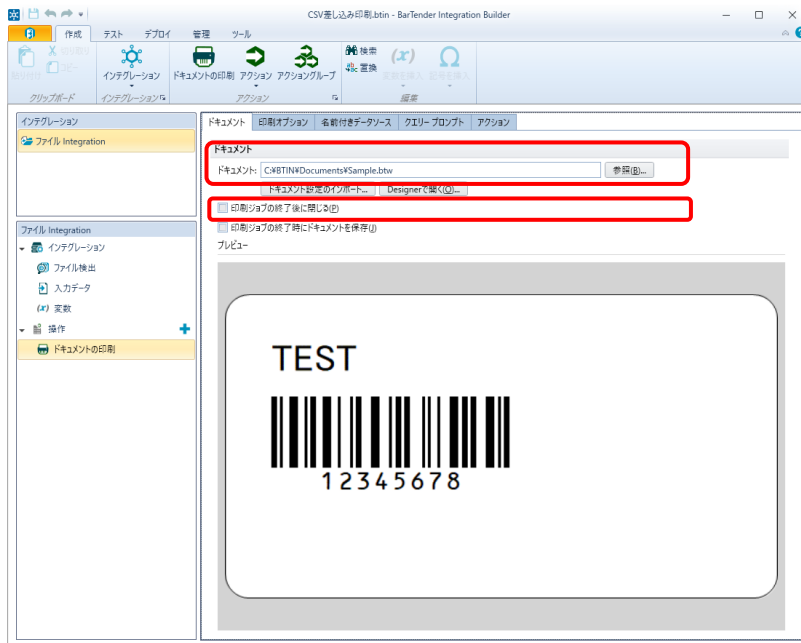 CSV差し込み印刷.btin - BarTender Integration Builder
作成 テスト デプロイ 管理 ツール
切り取り
貼り付け コピー
インテグレーション ドキュメントの印刷 アクション アクショングループ
検索
置換
変数を挿入 記号を挿入
クリップボード インテグレーション アクション 編集
インテグレーション
ファイル Integration
ファイル Integration
インテグレーション
ファイル検出
入力データ
(x) 変数
操作
ドキュメントの印刷
ドキュメント 印刷オプション 名前付きデータソース クエリー プロンプト アクション
ドキュメント
ドキュメント: C:¥BTIN¥Documents¥Sample.btw 参照(B)...
ドキュメント設定のインポート... Designerで開く(O)...
印刷ジョブの終了後に閉じる(P)
印刷ジョブの終了時にドキュメントを保存(J)
プレビュー
TEST
12345678